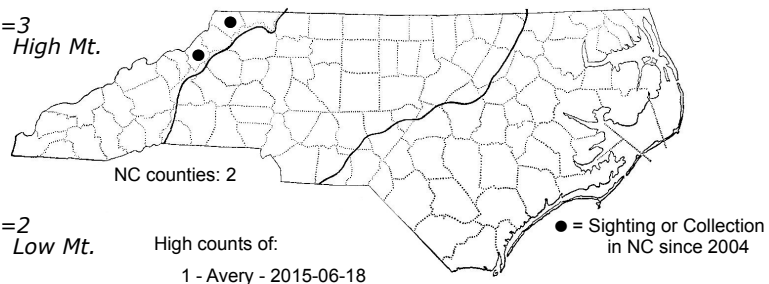 =3
High Mt.
NC counties: 2
=2
Low Mt.
High counts of:
1 - Avery - 2015-06-18
● = Sighting or Collection
in NC since 2004